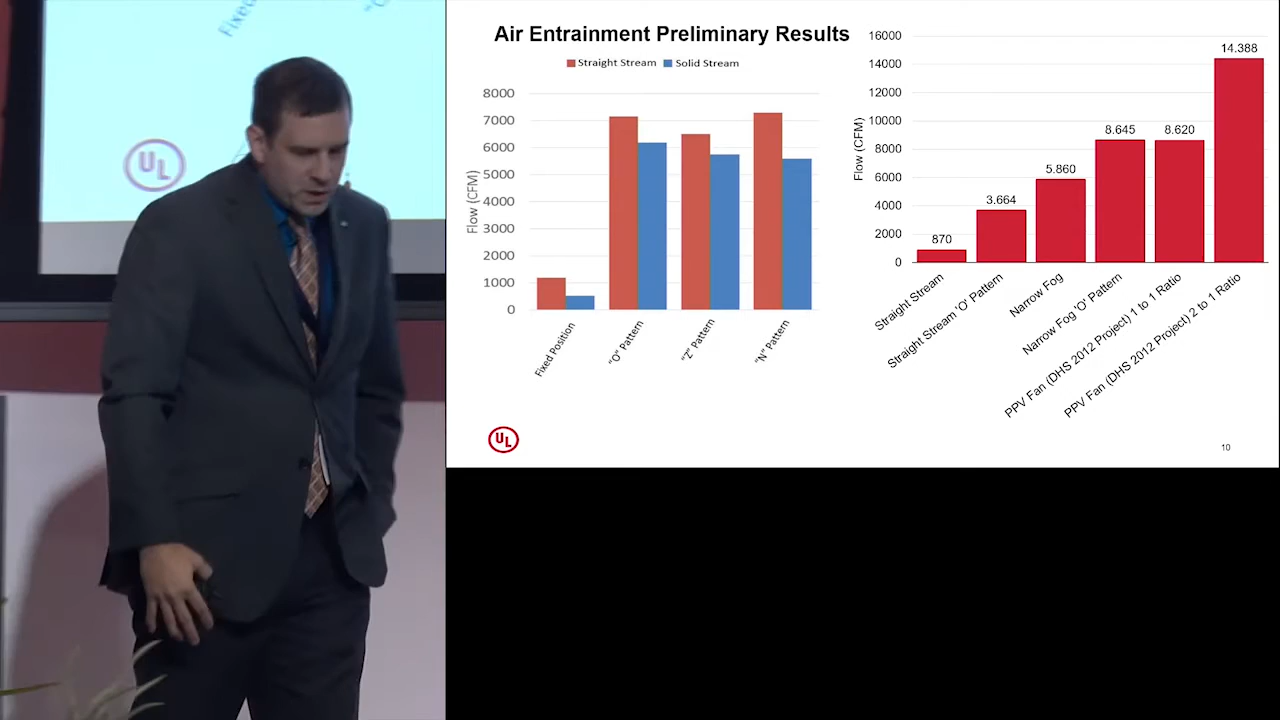 Fixed
UL
Air Entrainment Preliminary Results
Straight Stream Solid Stream
8000
7000
6000
5000
4000
3000
2000
1000
0
Flow (CFM)
Fixed Position
"O" Pattern
"Z" Pattern
"N" Pattern
16000
14000
12000
10000
8000
6000
4000
2000
0
Flow (CFM)
870
3.664
5.860
8.645
8.620
14.388
Straight Stream
Straight Stream 'O' Pattern
Narrow Fog
Narrow Fog 'O' Pattern
PPV Fan (DHS 2012 Project) 1 to 1 Ratio
PPV Fan (DHS 2012 Project) 2 to 1 Ratio
UL
10